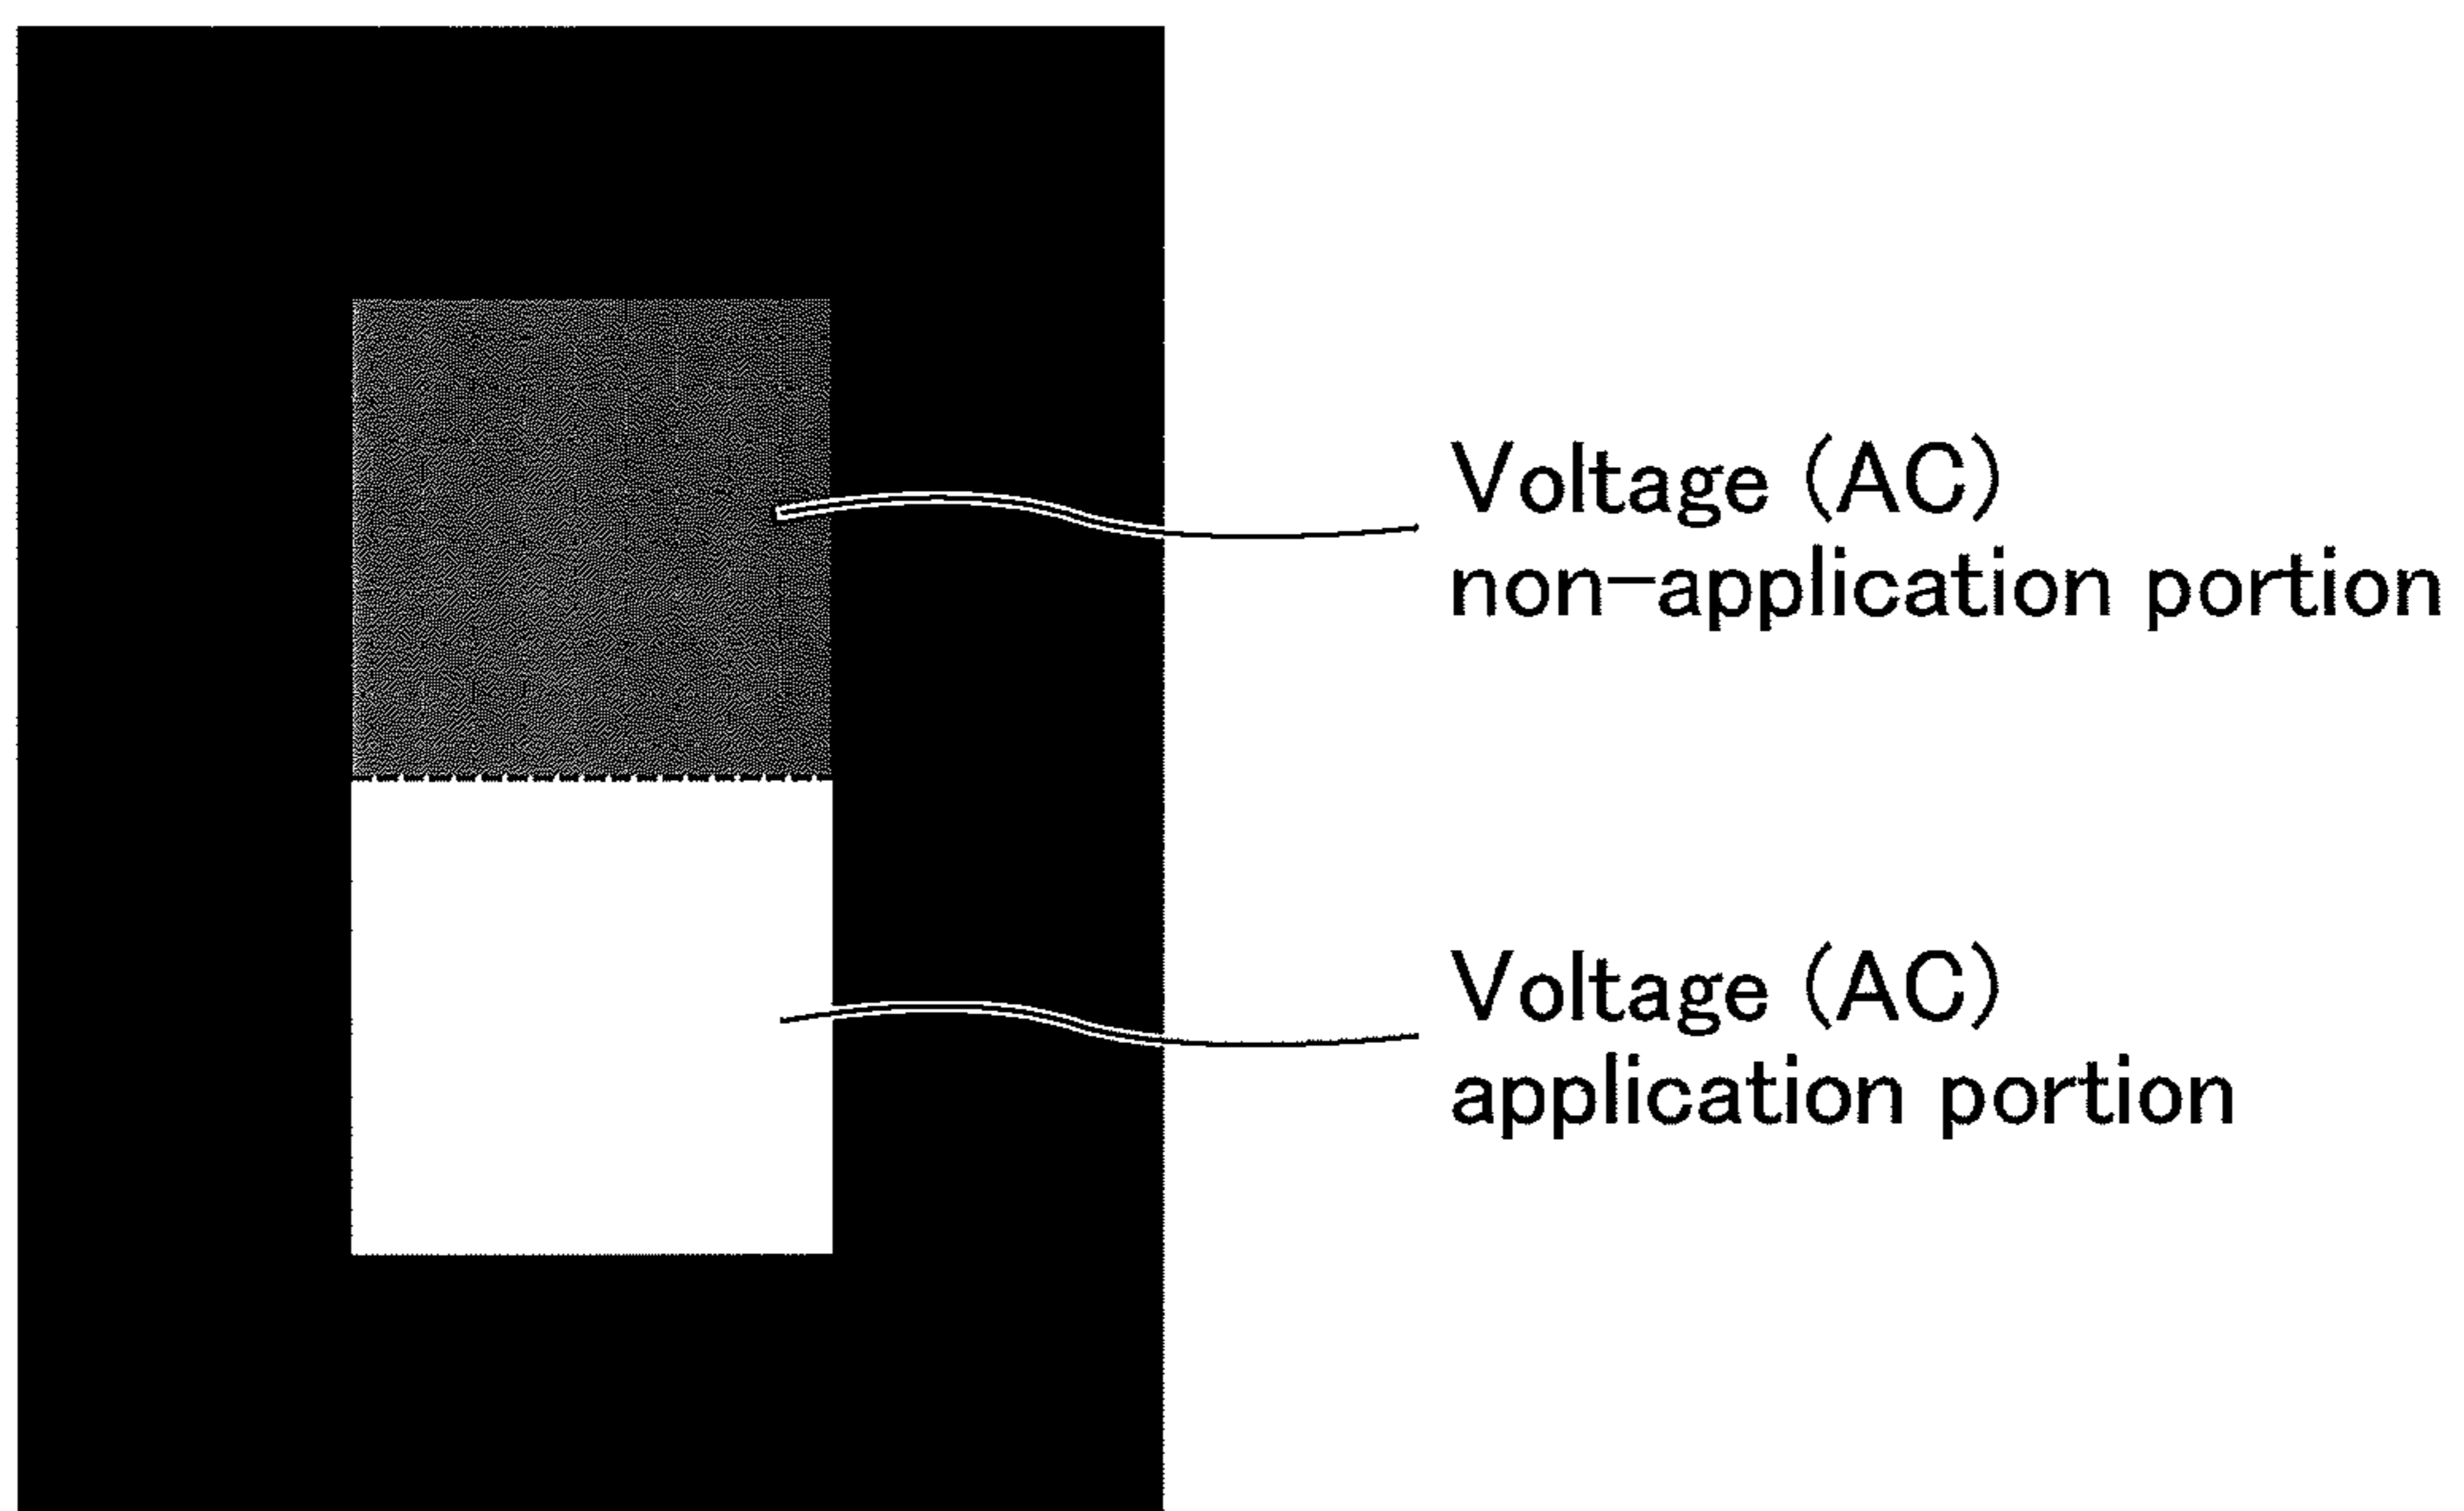 Voltage (AC)
non-application portion
Voltage (AC)
application portion